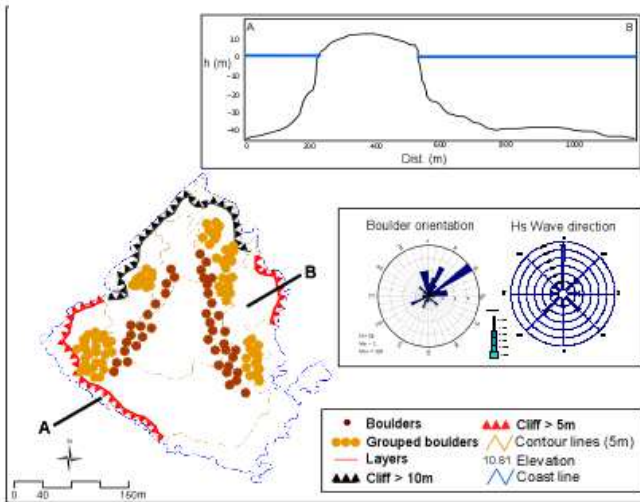 A B
10
0
h (m)
-10
-20
-30
-40
0 200 400 600 800 1000
Dist. (m)
Boulder orientation Hs Wave direction
B
A
Boulders
Grouped boulders
Layers
Cliff > 10m
Cliff > 5m
Contour lines (5m)
10.61 Elevation
Coast line
0 40 80 160m